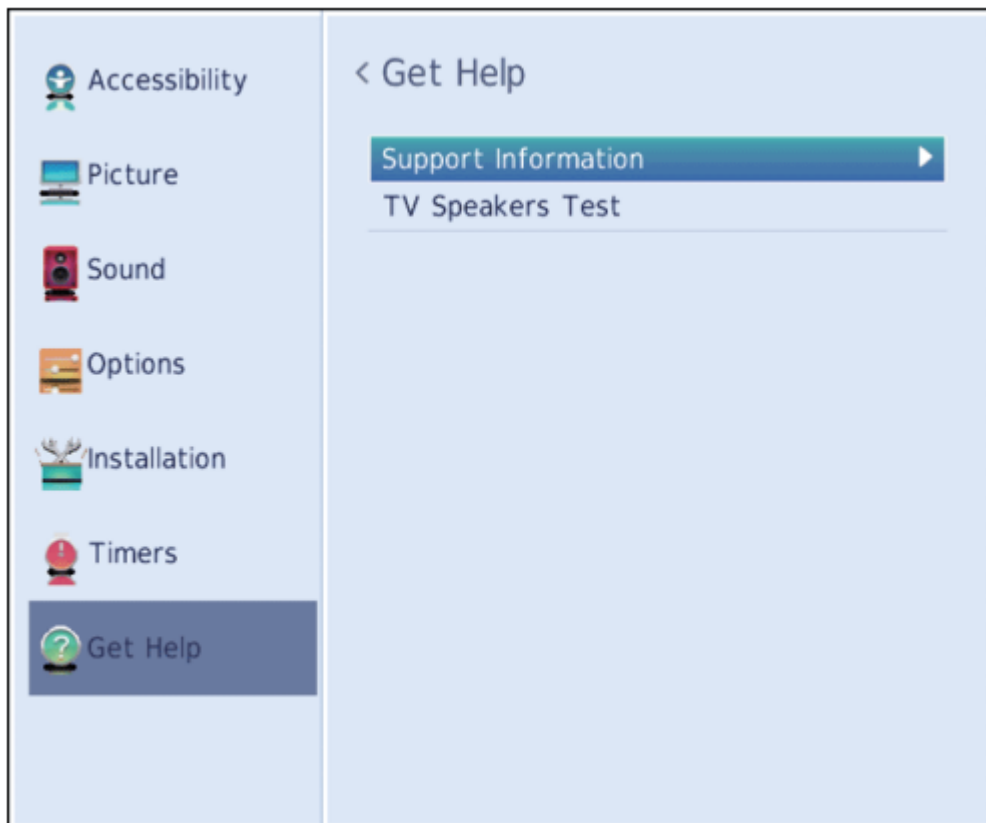 Accessibility
Picture
Sound
Options
Installation
Timers
Get Help
< Get Help
Support Information
TV Speakers Test